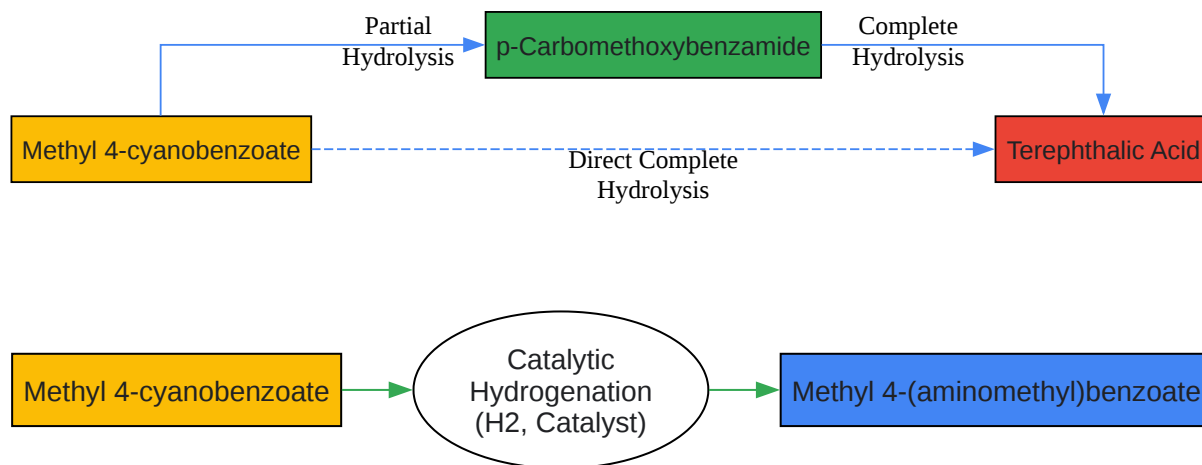 Partial
Hydrolysis
p-Carbomethoxybenzamide
Complete
Hydrolysis
Methyl 4-cyanobenzoate
Direct Complete
Hydrolysis
Terephthalic Acid
Methyl 4-cyanobenzoate
Catalytic
Hydrogenation
(H2, Catalyst)
Methyl 4-(aminomethyl)benzoate